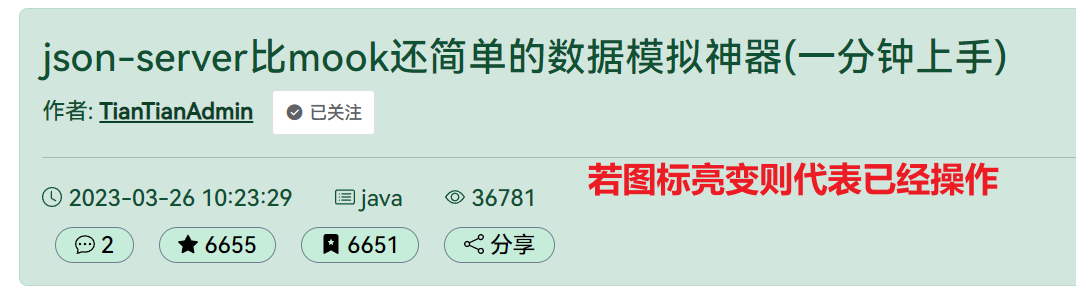 json-server比mook还简单的数据模拟神器(一分钟上手)
作者: TianTianAdmin 已关注
若图标亮变则代表已经操作
2023-03-26 10:23:29 java 36781
2 6655 6651 分享